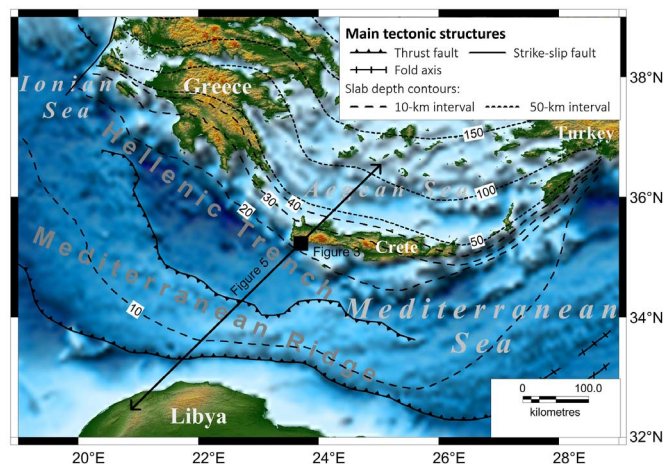 Main tectonic structures
Thrust fault
Strike-slip fault
Fold axis
Slab depth contours:
10-km interval
50-km interval
Ionian
Sea
Greece
Turkey
150
100
50
40
30
20
10
Aegean Sea
Hellenic Trench
Crete
Figure 3
Figure 5
Mediterranean Ridge
Mediterranean
Sea
Libya
0 100.0
kilometres
38°N
36°N
34°N
32°N
20°E 22°E 24°E 26°E 28°E